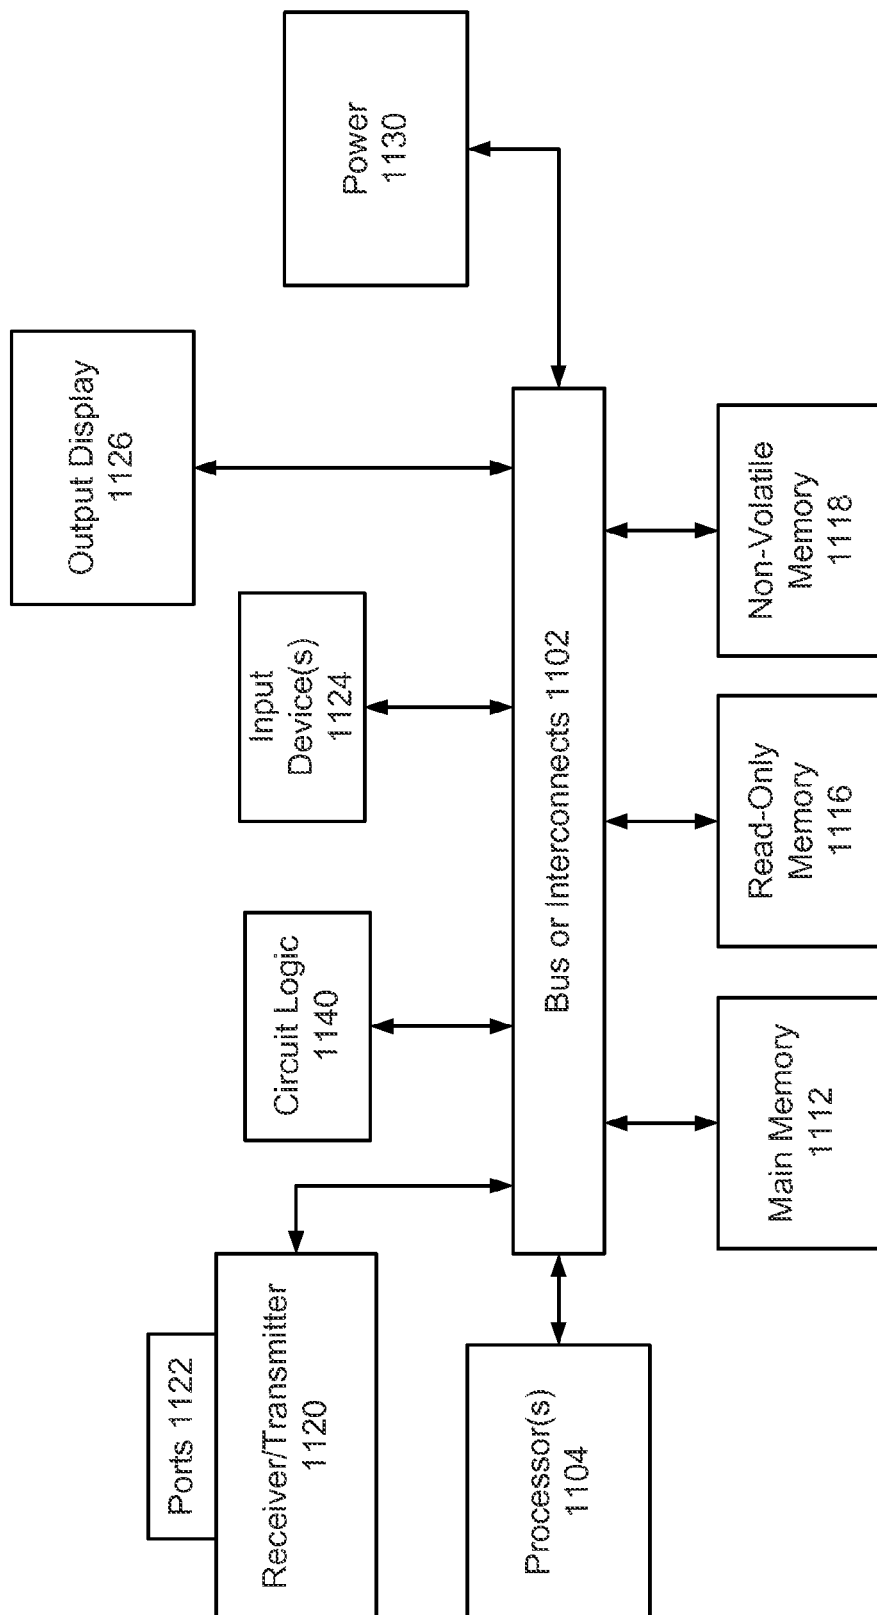 Ports 1122
Receiver/Transmitter
1120
Circuit Logic
1140
Input
Device(s)
1124
Output Display
1126
Power
1130
Processor(s)
1104
Bus or Interconnects 1102
Main Memory
1112
Read-Only
Memory
1116
Non-Volatile
Memory
1118